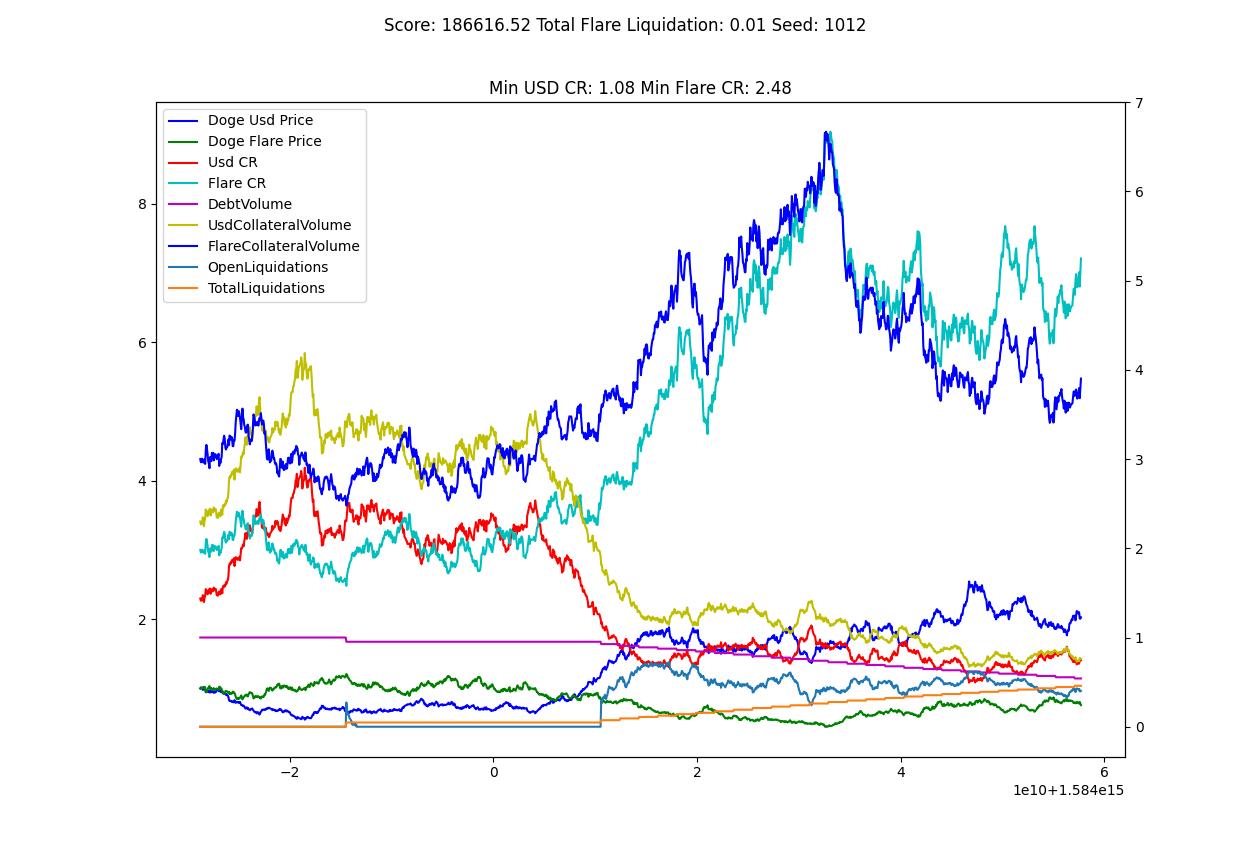 Score: 186616.52 Total Flare Liquidation: 0.01 Seed: 1012
Min USD CR: 1.08 Min Flare CR: 2.48
Doge Usd Price
Doge Flare Price
Usd CR
Flare CR
DebtVolume
UsdCollateralVolume
FlareCollateralVolume
OpenLiquidations
TotalLiquidations
8
6
4
2
7
6
5
4
3
2
1
0
−2
0
2
4
6
1e10+1.584e15